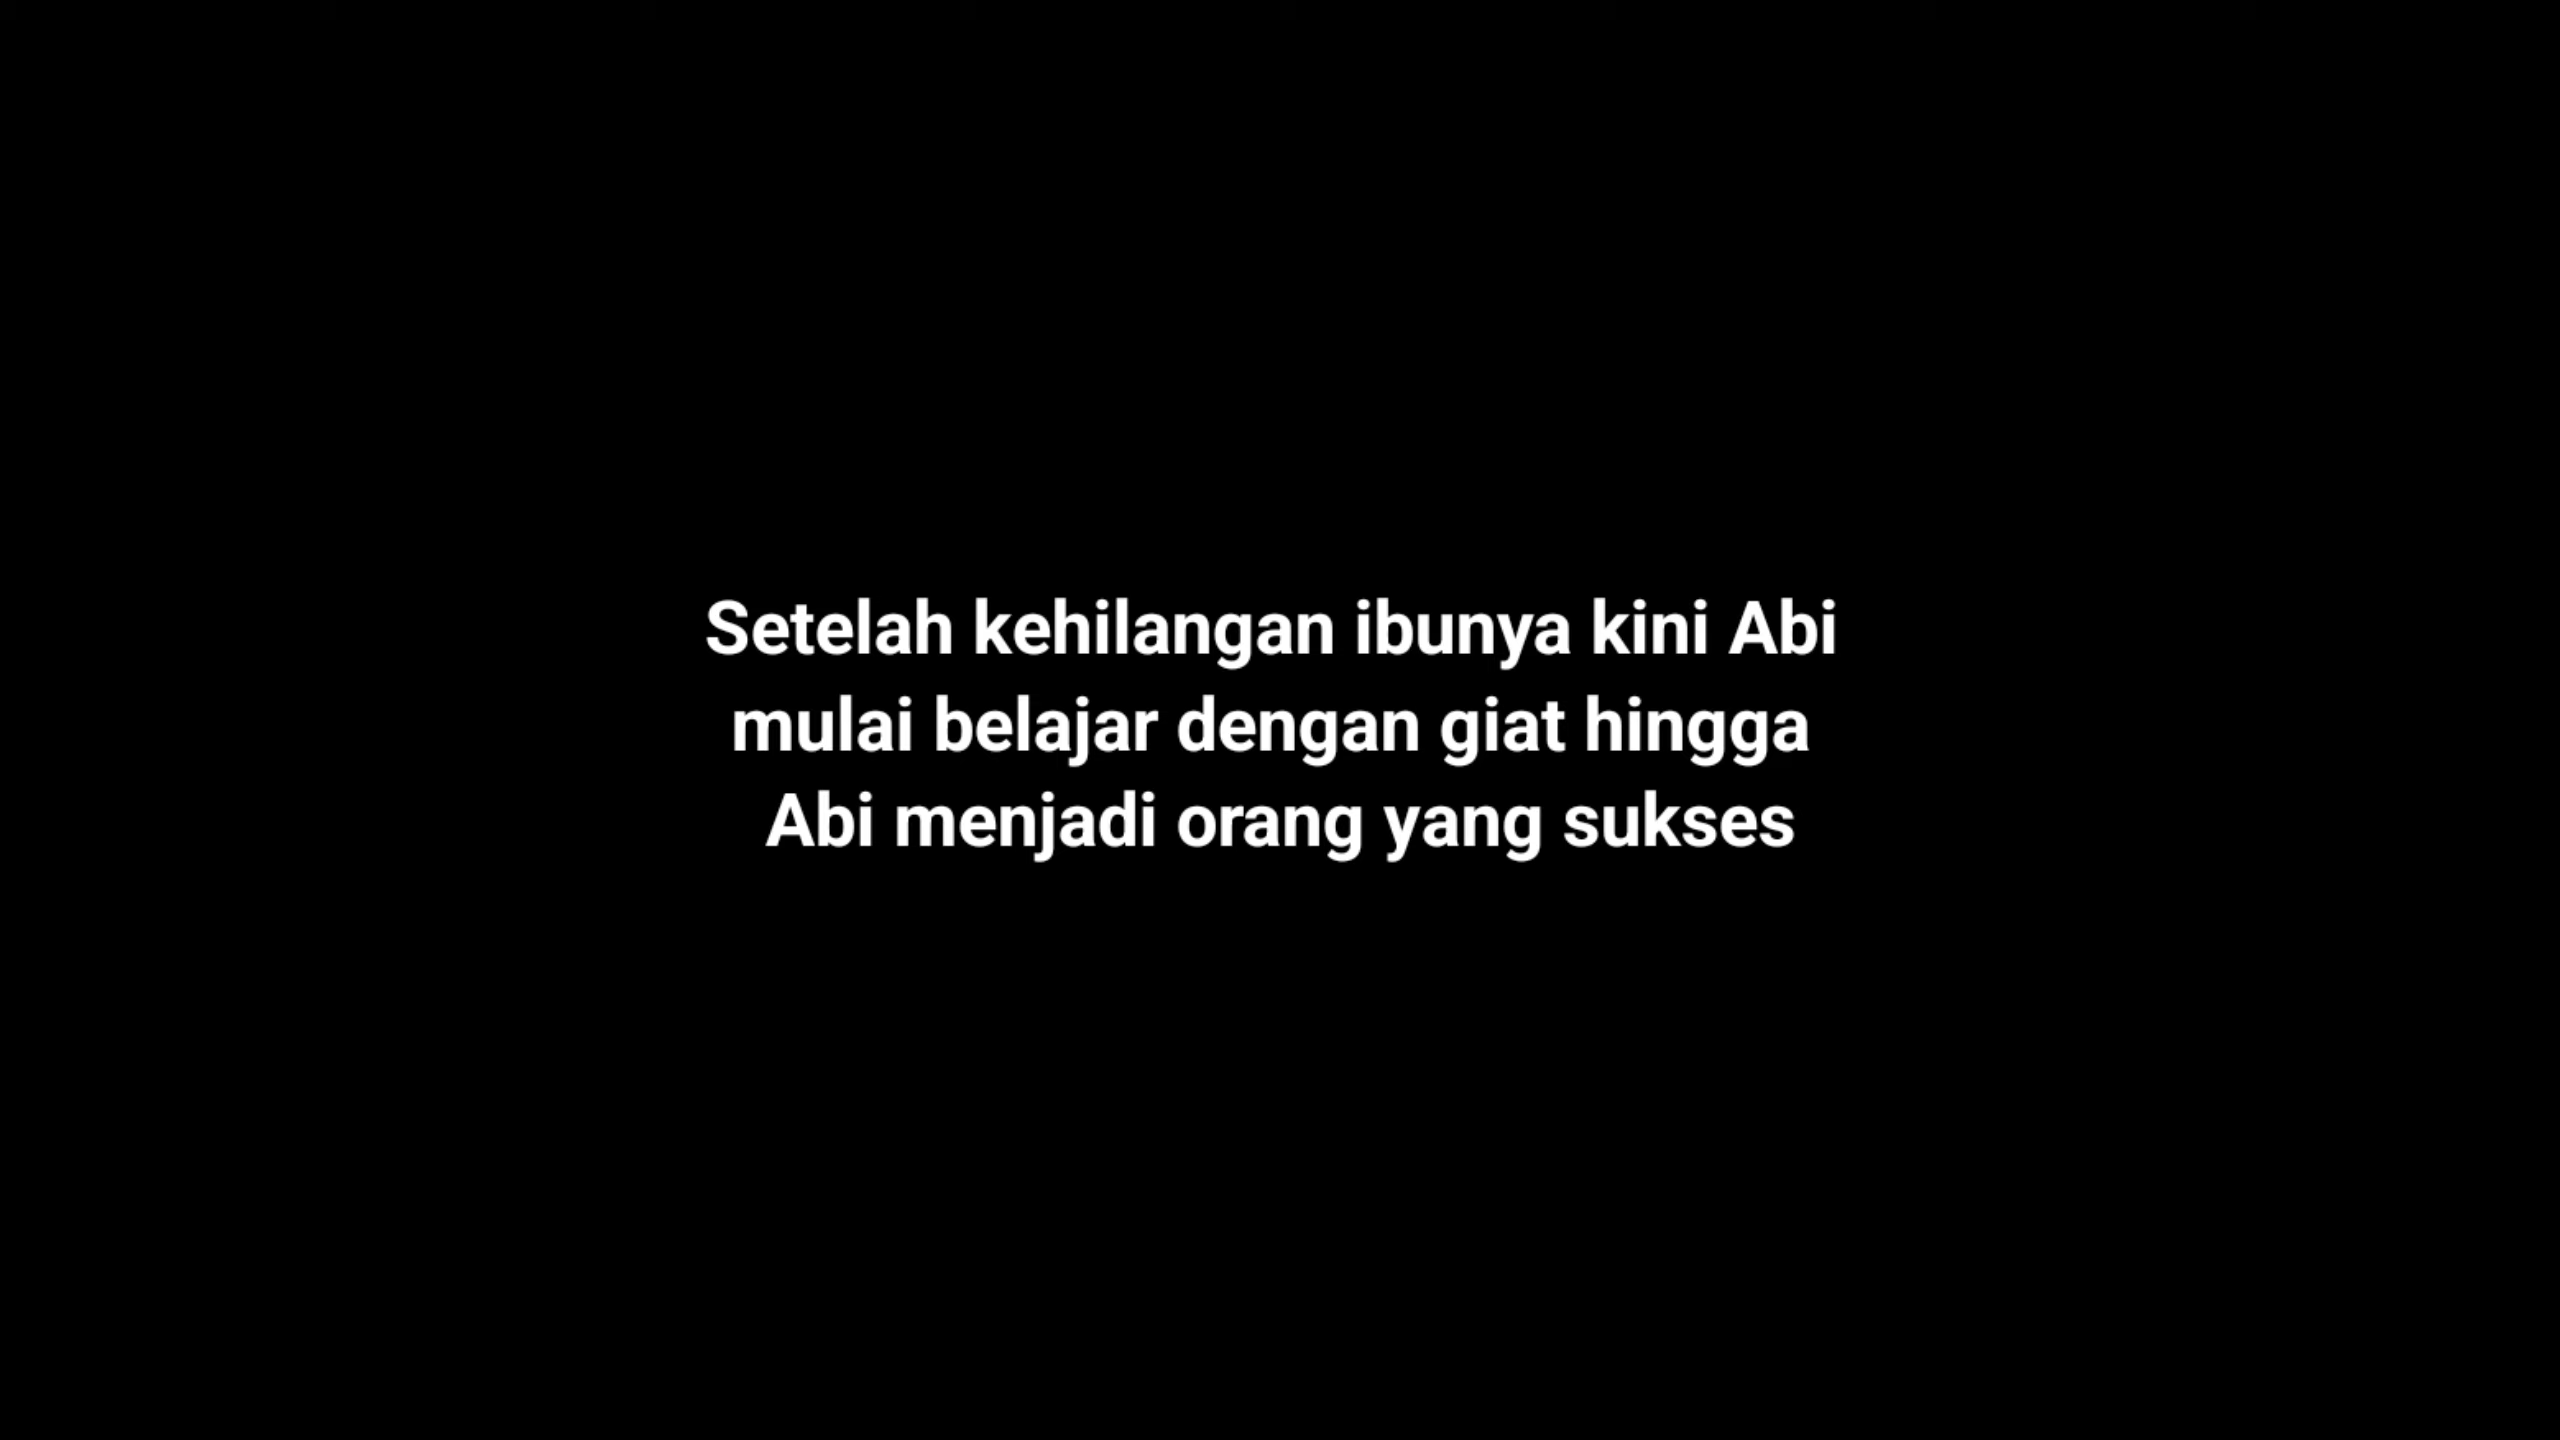 Setelah kehilangan ibunya kini Abi
mulai belajar dengan giat hingga
Abi menjadi orang yang sukses